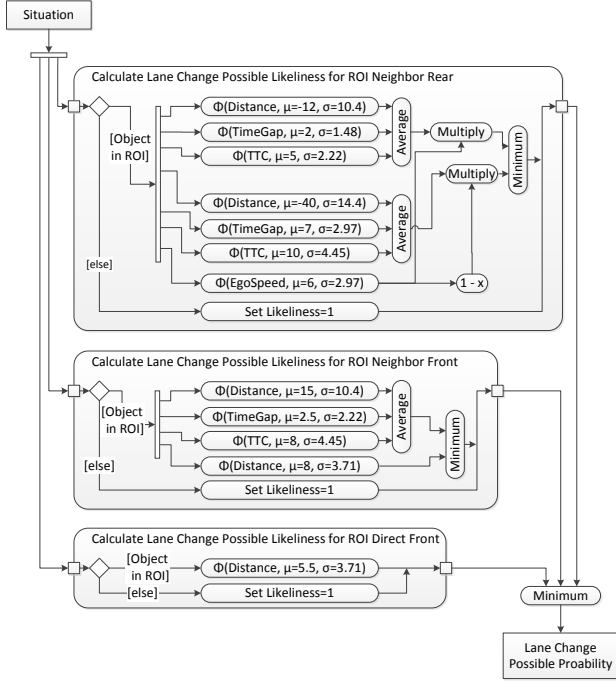 Situation
Calculate Lane Change Possible Likeliness for ROI Neighbor Rear
[Object
in ROI]
[else]
Φ(Distance, μ=-12, σ=10.4)
Φ(TimeGap, μ=2, σ=1.48)
Φ(TTC, μ=5, σ=2.22)
Average
Multiply
Minimum
Multiply
Φ(Distance, μ=-40, σ=14.4)
Φ(TimeGap, μ=7, σ=2.97)
Φ(TTC, μ=10, σ=4.45)
Average
Φ(EgoSpeed, μ=6, σ=2.97)
1 - x
Set Likeliness=1
Calculate Lane Change Possible Likeliness for ROI Neighbor Front
[Object
in ROI]
[else]
Φ(Distance, μ=15, σ=10.4)
Φ(TimeGap, μ=2.5, σ=2.22)
Φ(TTC, μ=8, σ=4.45)
Average
Minimum
Φ(Distance, μ=8, σ=3.71)
Set Likeliness=1
Calculate Lane Change Possible Likeliness for ROI Direct Front
[Object
in ROI]
[else]
Φ(Distance, μ=5.5, σ=3.71)
Set Likeliness=1
Minimum
Lane Change
Possible Proability